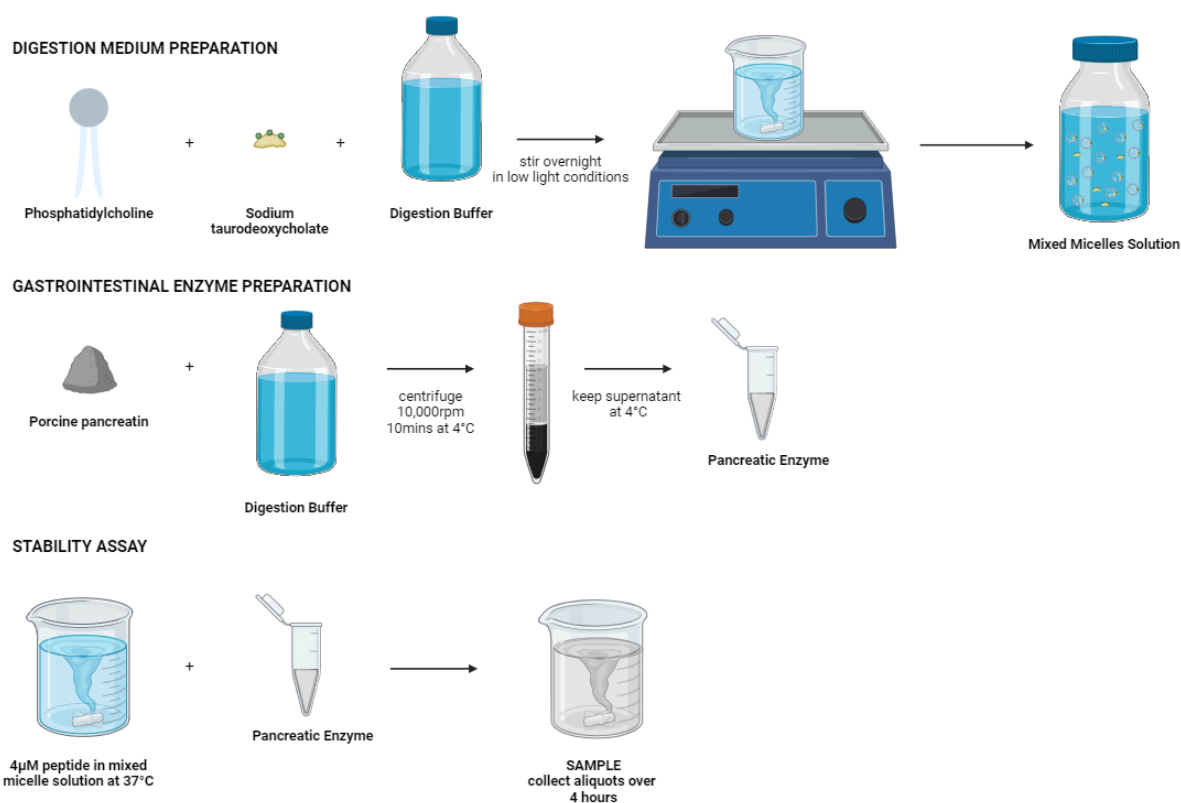 DIGESTION MEDIUM PREPARATION
+
+
stir overnight
in low light conditions
Phosphatidylcholine
Sodium
taurodeoxycholate
Digestion Buffer
Mixed Micelles Solution
GASTROINTESTINAL ENZYME PREPARATION
+
centrifuge
10,000rpm
10mins at 4°C
keep supernatant
at 4°C
Porcine pancreatin
Pancreatic Enzyme
Digestion Buffer
STABILITY ASSAY
+
Pancreatic Enzyme
4µM peptide in mixed
micelle solution at 37°C
SAMPLE
collect aliquots over
4 hours